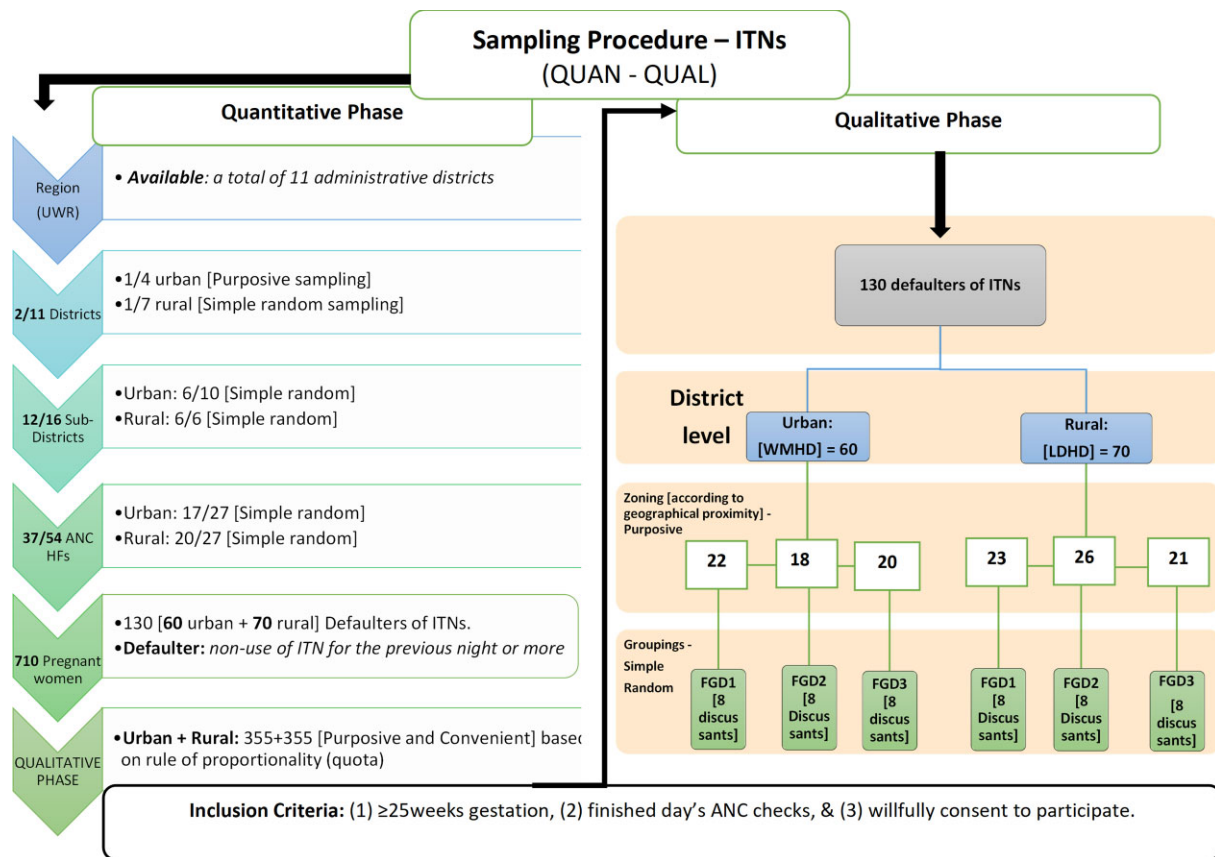 Sampling Procedure – ITNs
(QUAN - QUAL)
Quantitative Phase
Region
(UWR)
• Available: a total of 11 administrative districts
2/11 Districts
•1/4 urban [Purposive sampling]
•1/7 rural [Simple random sampling]
12/16 Sub-
Districts
•Urban: 6/10 [Simple random]
•Rural: 6/6 [Simple random]
37/54 ANC
HFs
•Urban: 17/27 [Simple random]
•Rural: 20/27 [Simple random]
710 Pregnant
women
•130 [60 urban + 70 rural] Defaulters of ITNs.
•Defaulter: non-use of ITN for the previous night or more
QUALITATIVE
PHASE
•Urban + Rural: 355+355 [Purposive and Convenient] based
on rule of proportionality (quota)
Qualitative Phase
130 defaulters of ITNs
District
level
Urban:
[WMHD] = 60
Rural:
[LDHD] = 70
Zoning [according to
geographical proximity] -
Purposive
22
18
20
23
26
21
Groupings -
Simple
Random
FGD1
[8
discus
sants]
FGD2
[8
Discus
sants]
FGD3
[8
discus
sants]
FGD1
[8
Discus
sants]
FGD2
[8
Discus
sants]
FGD3
[8
discus
sants]
Inclusion Criteria: (1) ≥25weeks gestation, (2) finished day's ANC checks, & (3) willfully consent to participate.